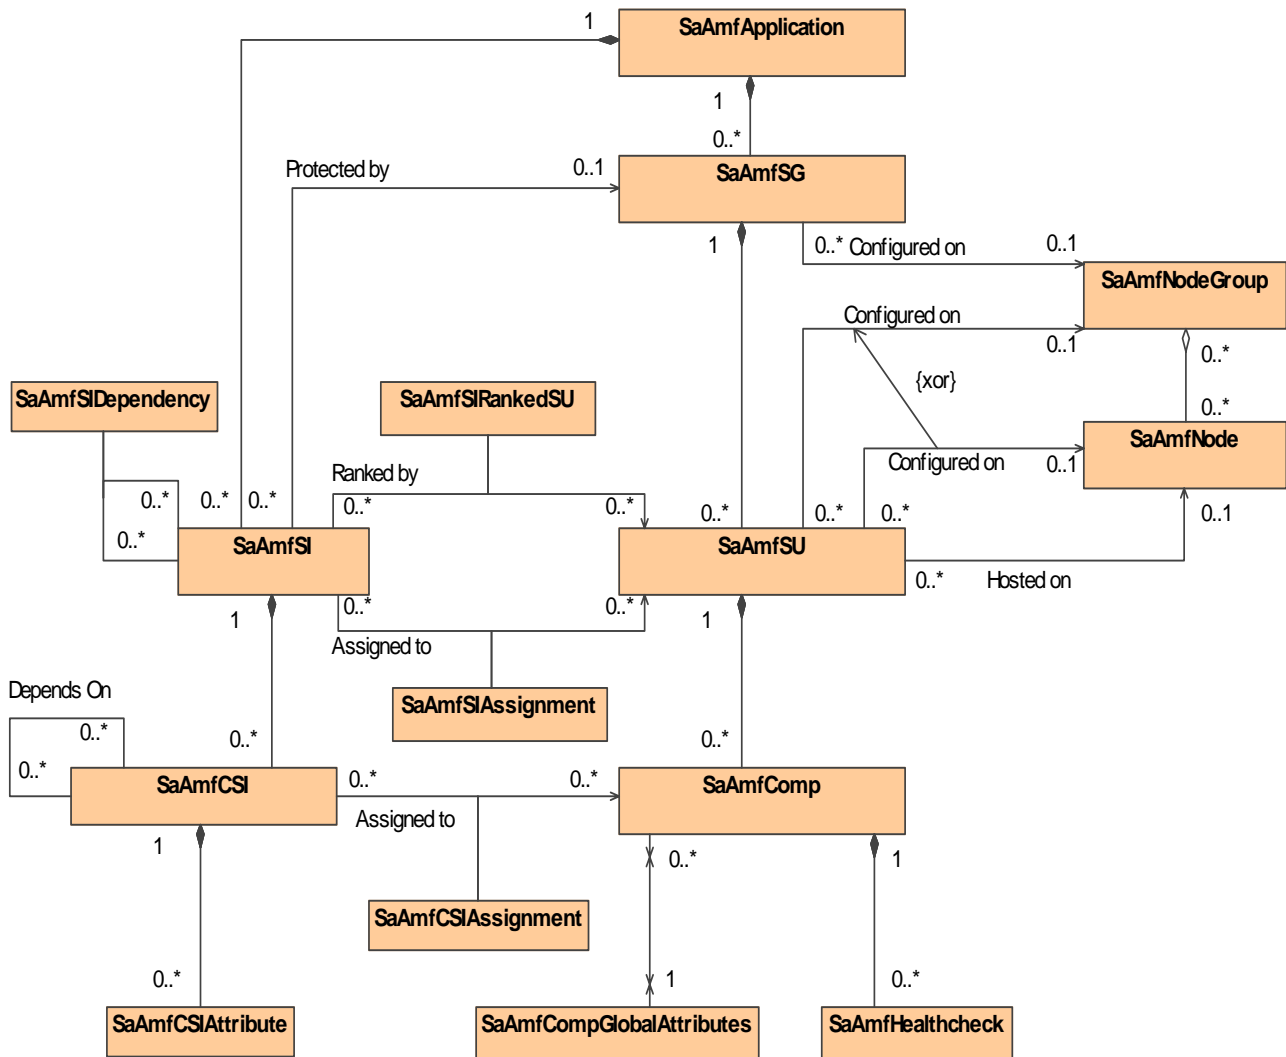 1
SaAmfApplication
1
0..*
Protected by
0..1
SaAmfSG
1
0..*
Configured on
0..1
SaAmfNodeGroup
Configured on
0..1
0..*
{xor}
SaAmfSIDependency
SaAmfSIRankedSU
0..*
SaAmfNode
Ranked by
Configured on
0..1
0..*
0..*
0..*
0..*
0..*
0..*
0..*
0..*
0..1
0..*
SaAmfSI
SaAmfSU
0..*
Hosted on
1
0..*
0..*
1
Assigned to
Depends On
SaAmfSIAssignment
0..*
0..*
0..*
0..*
SaAmfCSI
0..*
0..*
SaAmfComp
Assigned to
1
0..*
1
SaAmfCSIAssignment
0..*
1
0..*
SaAmfCSIAttribute
SaAmfCompGlobalAttributes
SaAmfHealthcheck